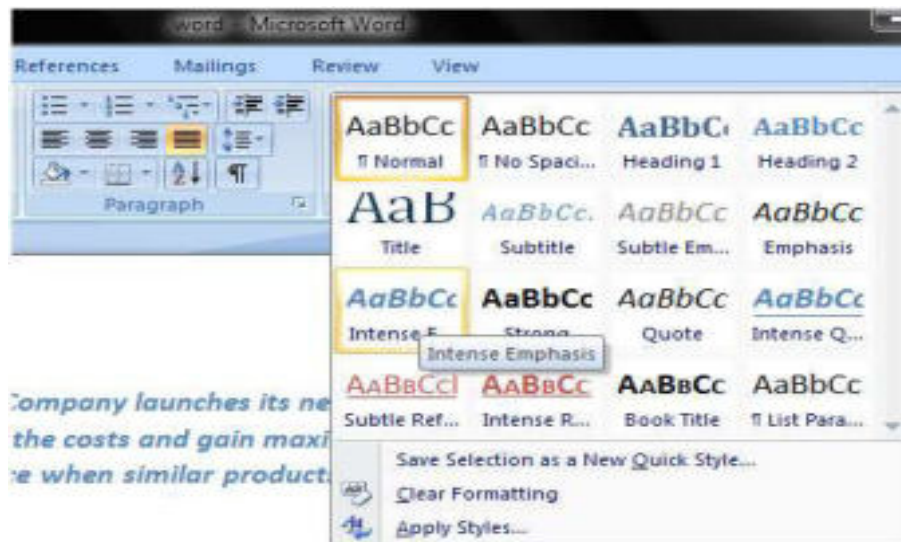 word - Microsoft Word
References Mailings Review View
AaBbCc AaBbCc AaBbC AaBbCc
¶ Normal ¶ No Spaci... Heading 1 Heading 2
Paragraph
AaB AaBbCc. AaBbCc AaBbCc
Title Subtitle Subtle Em... Emphasis
AaBbCc AaBbCc AaBbCc AaBbCc
Intense E... Strong Quote Intense Q...
Intense Emphasis
AABBCCl AABBCC AABBCC AaBbCc
Subtle Ref... Intense R... Book Title ¶ List Para...
Company launches its ne
the costs and gain maxi
e when similar product
Save Selection as a New Quick Style...
Clear Formatting
Apply Styles...